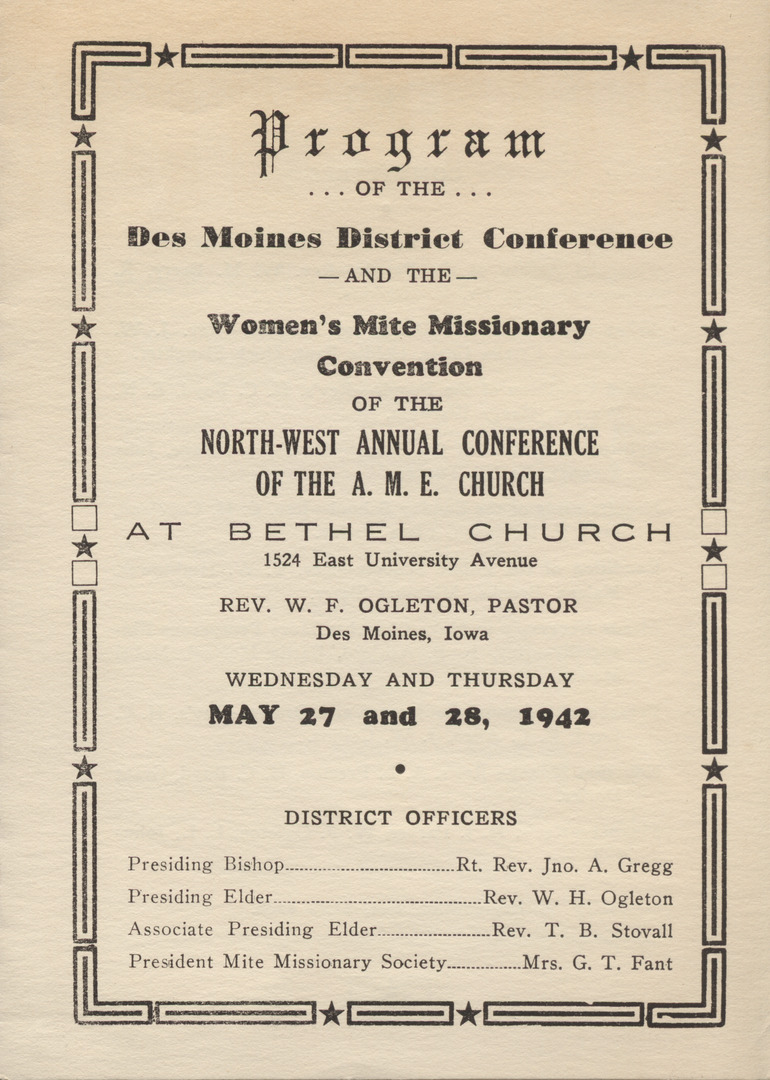 Program
... OF THE ...
Des Moines District Conference
—AND THE—
Women's Mite Missionary
Convention
OF THE
NORTH-WEST ANNUAL CONFERENCE
OF THE A. M. E. CHURCH
AT BETHEL CHURCH
1524 East University Avenue
REV. W. F. OGLETON, PASTOR
Des Moines, Iowa
WEDNESDAY AND THURSDAY
MAY 27 and 28, 1942
•
DISTRICT OFFICERS
Presiding Bishop........................................Rt. Rev. Jno. A. Gregg
Presiding Elder..................................................Rev. W. H. Ogleton
Associate Presiding Elder...........................Rev. T. B. Stovall
President Mite Missionary Society..................Mrs. G. T. Fant